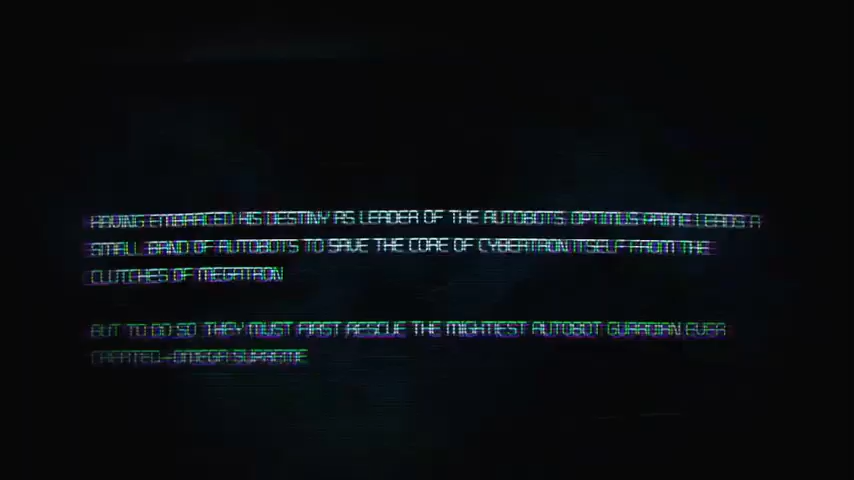 HAVING EMBRACED HIS DESTINY AS LEADER OF THE AUTOBOTS, OPTIMUS PRIME LEADS A
SMALL BAND OF AUTOBOTS TO SAVE THE CORE OF CYBERTRON ITSELF FROM THE
CLUTCHES OF MEGATRON
BUT TO DO SO THEY MUST FIRST RESCUE THE MIGHTIEST AUTOBOT GUARDIAN EVER
CREATED-OMEGA SUPREME